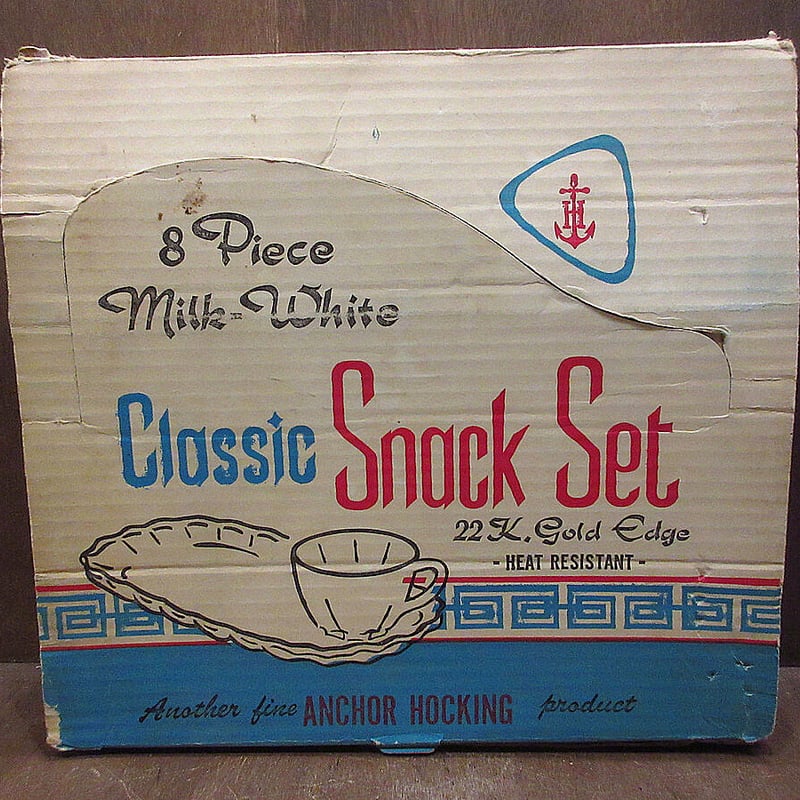 8 Piece
Milk-White
H
Classic Snack Set
22 K. Gold Edge
- HEAT RESISTANT -
Another fine ANCHOR HOCKING product